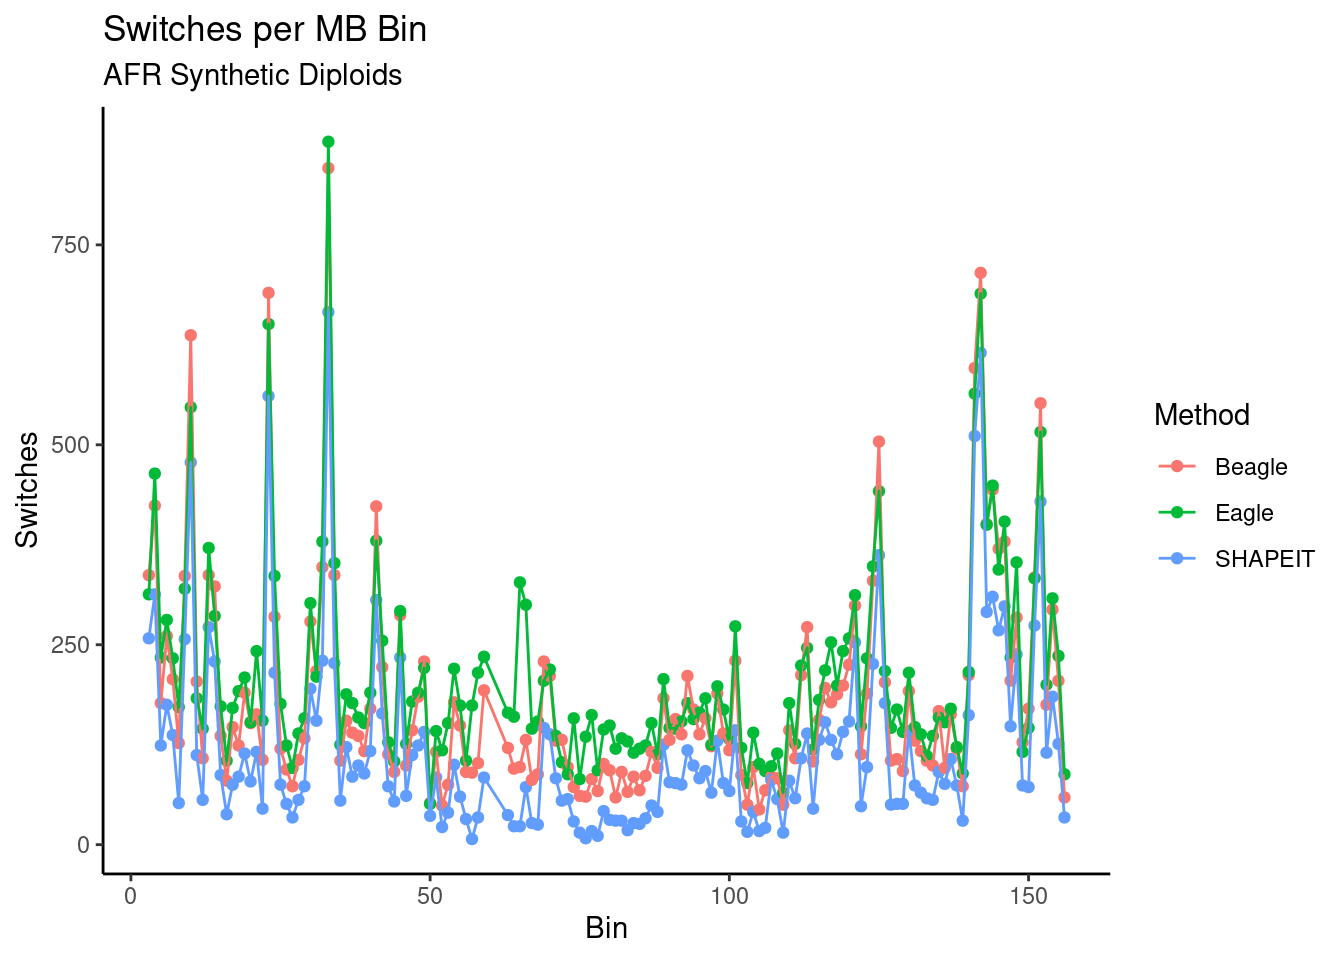 Switches per MB Bin
AFR Synthetic Diploids
Switches
750
500
250
0
0 50 100 150
Bin
Method
Beagle
Eagle
SHAPEIT